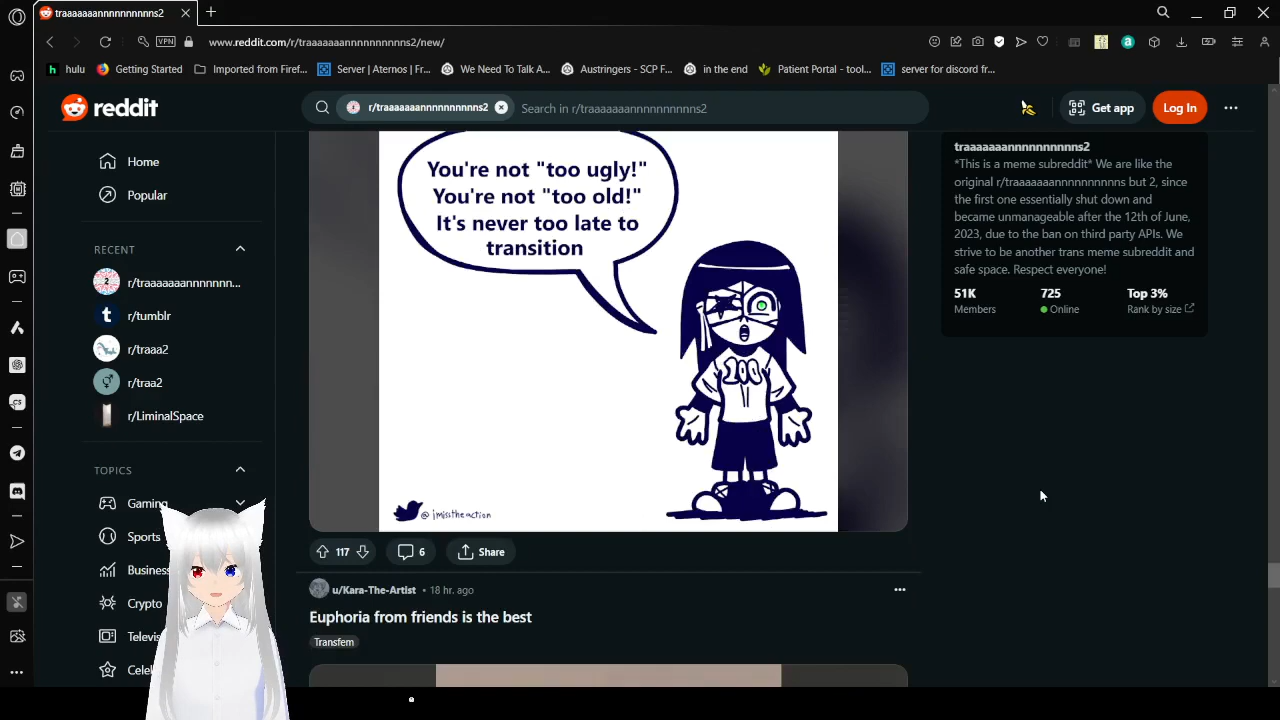 traaaaaaannnnnnnnnns2
www.reddit.com/r/traaaaaaannnnnnnnnns2/new/
VPN
hulu
Getting Started
Imported from Firef...
Server | Aternos | Fr...
We Need To Talk A...
Austringers - SCP F...
in the end
Patient Portal - tool...
server for discord fr...
reddit
r/traaaaaaannnnnnnnnns2
Search in r/traaaaaaannnnnnnnnns2
Get app
Log In
Home
Popular
RECENT
r/traaaaaaannnnnn...
r/tumblr
r/traaa2
r/traa2
r/LiminalSpace
TOPICS
Gaming
Sports
Business
Crypto
Televis
Celeb
You're not "too ugly!"
You're not "too old!"
It's never too late to
transition
100
@ imisstheaction
117
6
Share
u/Kara-The-Artist • 18 hr. ago
Euphoria from friends is the best
Transfem
traaaaaaannnnnnnnnns2
*This is a meme subreddit* We are like the
original r/traaaaaaannnnnnnnnns but 2, since
the first one essentially shut down and
became unmanageable after the 12th of June,
2023, due to the ban on third party APIs. We
strive to be another trans meme subreddit and
safe space. Respect everyone!
51K
Members
725
Online
Top 3%
Rank by size